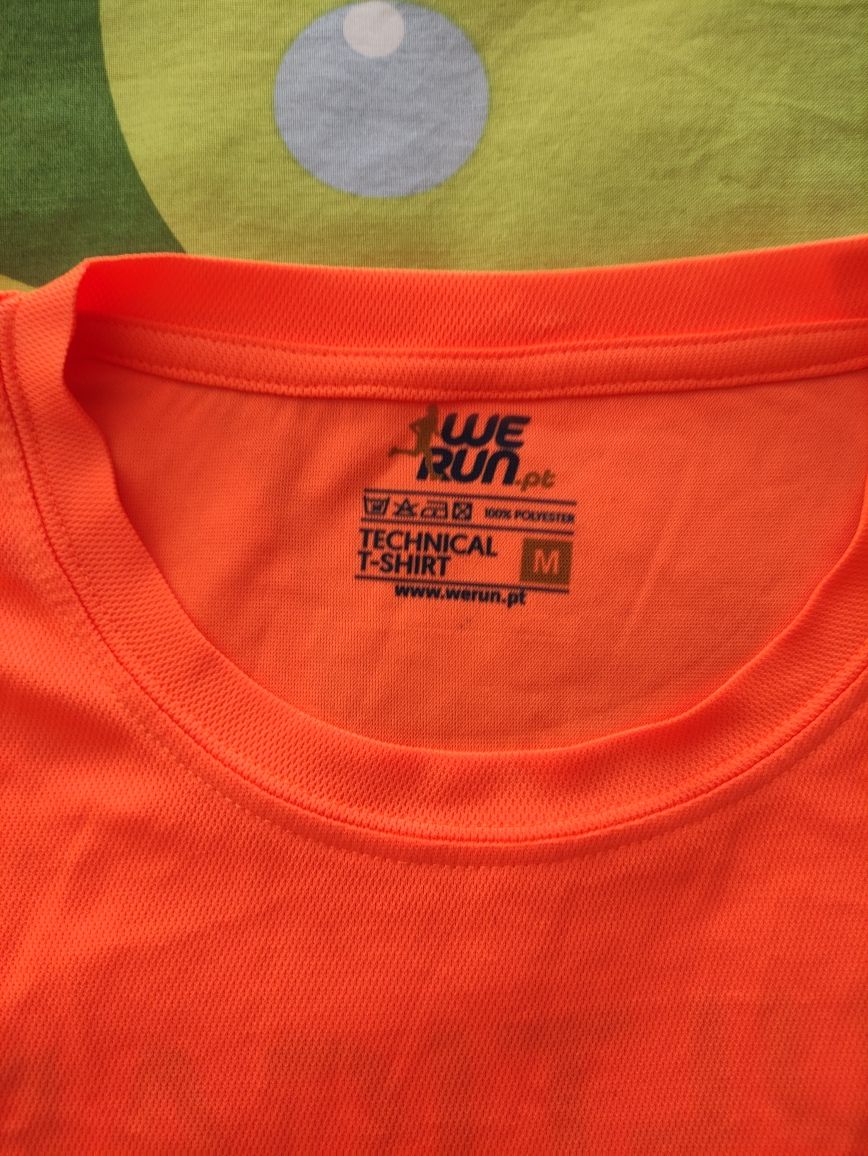 WE
RUN.pt
100% POLYESTER
TECHNICAL
T-SHIRT
M
www.werun.pt